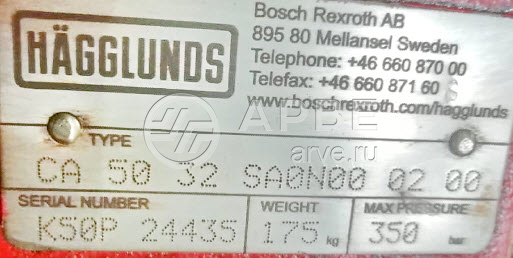 HÄGGLUNDS
Bosch Rexroth AB
895 80 Mellansel Sweden
Telephone: +46 660 870 00
Telefax: +46 660 871 60
www.boschrexroth.com/hagglunds
АРВЕ
arve.ru
TYPE
CA 50 32 SA0N00 02 00
SERIAL NUMBER WEIGHT MAX PRESSURE
K50P 24435 175 kg 350 bar